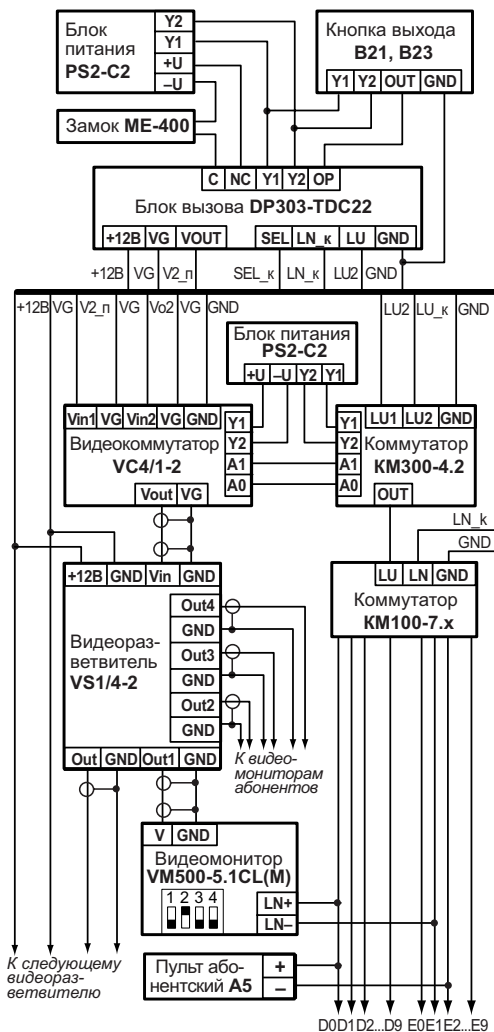 Блок
питания
PS2-C2
Y2
Y1
+U
–U
Кнопка выхода
B21, B23
Y1 Y2 OUT GND
Замок ME-400
C NC Y1 Y2 OP
Блок вызова DP303-TDC22
+12В VG VOUT SEL LN_к LU GND
+12В VG V2_п SEL_к LN_к LU2 GND
+12В VG V2_п VG Vo2 VG GND LU2 LU_к GND
Блок питания
PS2-C2
+U –U Y2 Y1
Vin1 VG Vin2 VG GND
Видеокоммутатор
VC4/1-2
Y1
Y2
A1
A0
Vout VG
Y1
Y2
A1
A0
LU1 LU2 GND
Коммутатор
КМ300-4.2
OUT
LN_k
GND
LU LN GND
Коммутатор
КМ100-7.x
+12В GND Vin GND
Видеораз-
ветвитель
VS1/4-2
Out4
GND
Out3
GND
Out2
GND
Out GND Out1 GND
К видео-
мониторам
абонентов
V GND
Видеомонитор
VM500-5.1CL(M)
1 2 3 4
LN+
LN–
К следующему
видеораз-
ветвителю
Пульт або-
нентский А5
+
–
D0D1D2...D9 E0E1E2...E9